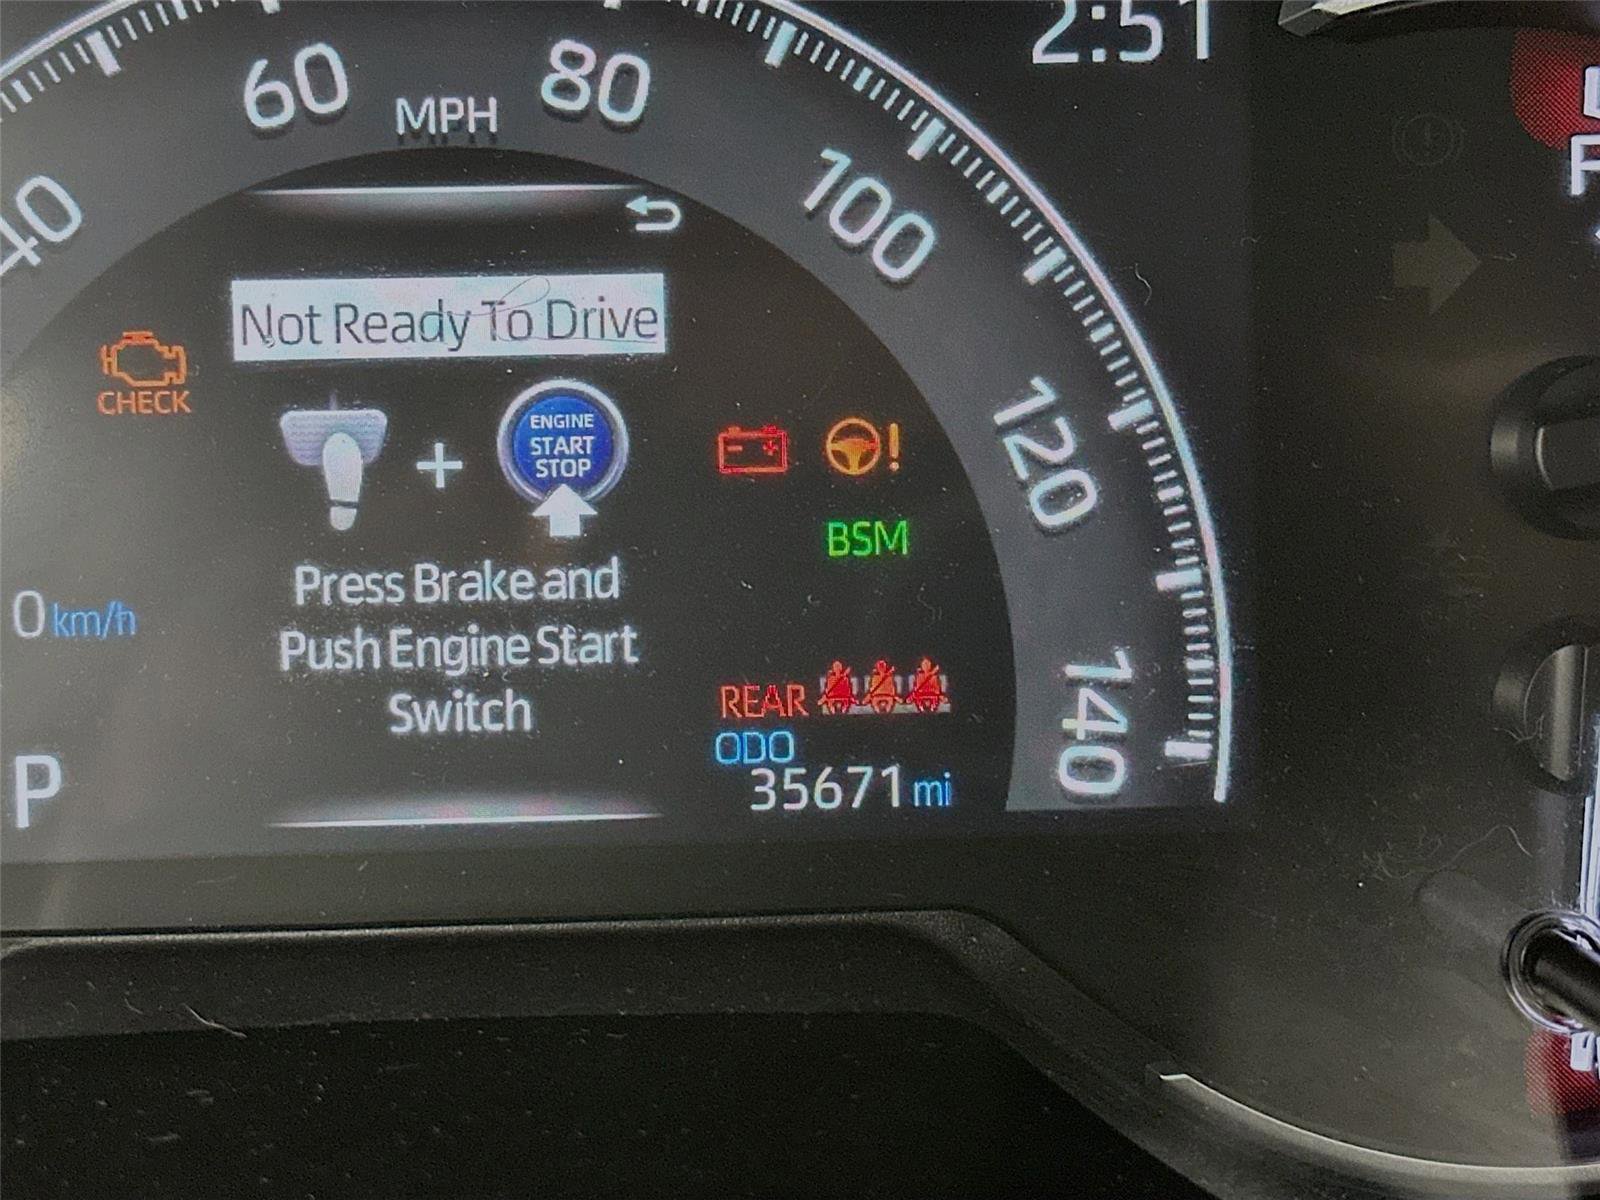 2:51
60
80
MPH
40
100
Not Ready To Drive
CHECK
ENGINE
START
STOP
+
120
BSM
Press Brake and
Push Engine Start
Switch
0 km/h
140
REAR
ODO
35671 mi
P